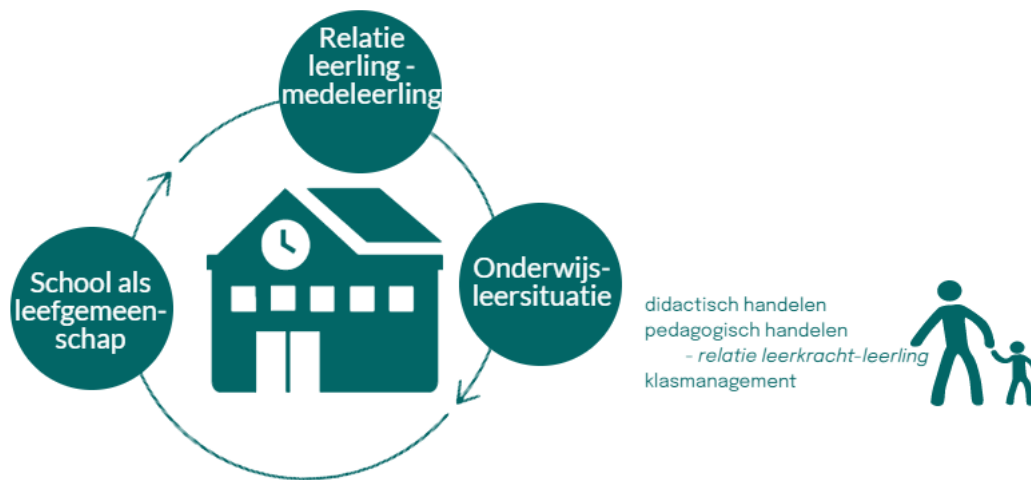 Relatie
leerling -
medeleerling
School als
leefgemeen-
schap
Onderwijs-
leersituatie
didactisch handelen
pedagogisch handelen
- relatie leerkracht-leerling
klasmanagement